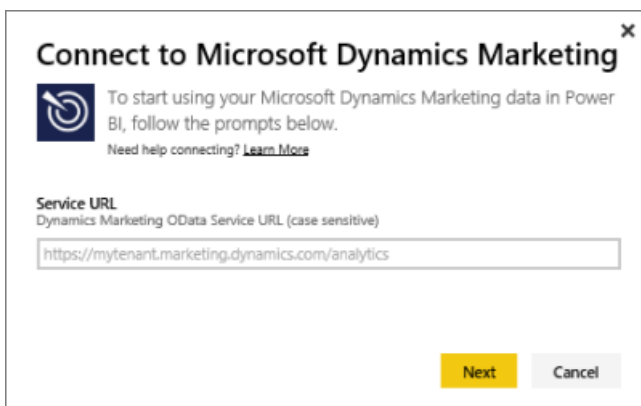 Connect to Microsoft Dynamics Marketing
To start using your Microsoft Dynamics Marketing data in Power
BI, follow the prompts below.
Need help connecting? Learn More
Service URL
Dynamics Marketing OData Service URL (case sensitive)
https://mytenant.marketing.dynamics.com/analytics
Next Cancel